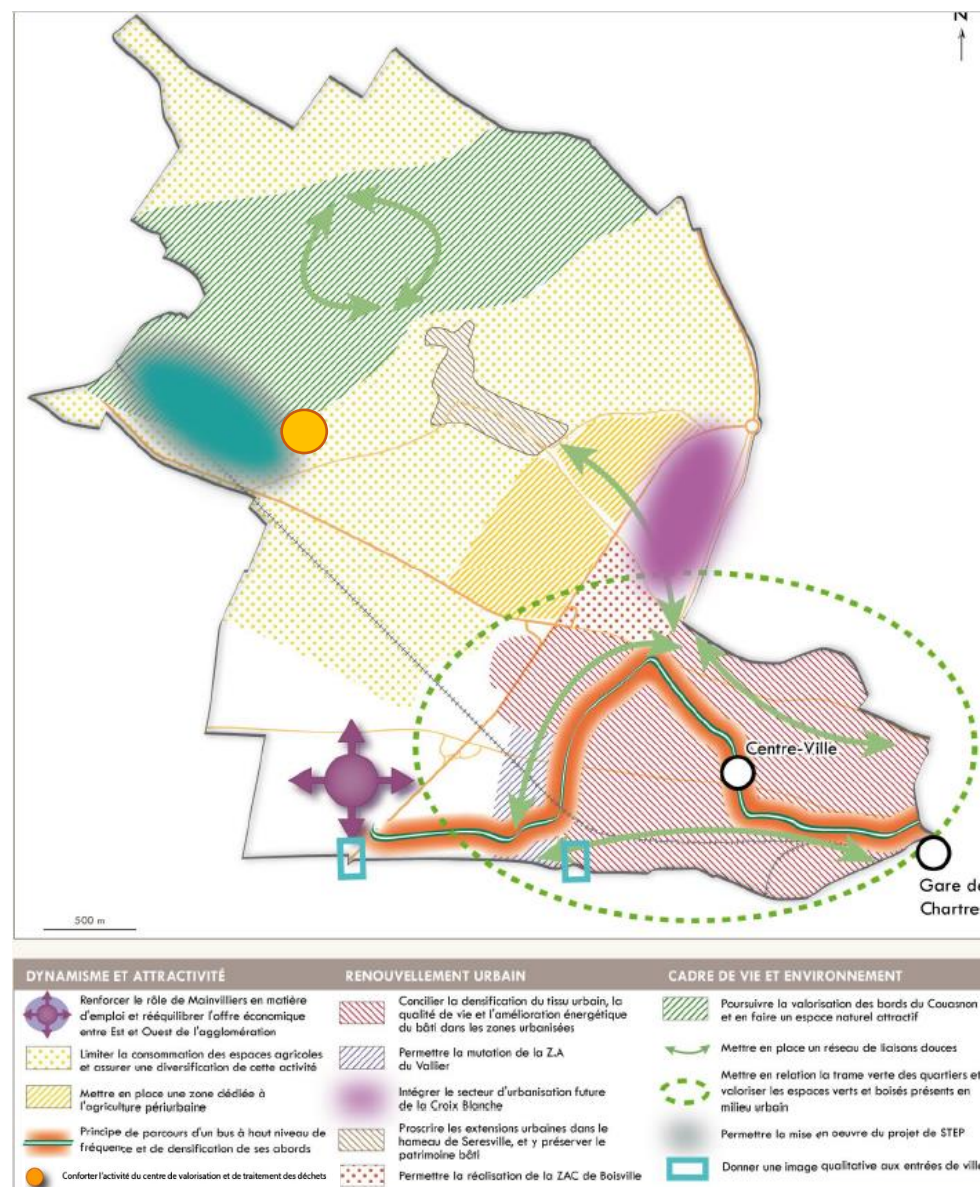 N
Centre-Ville
Gare de
Chartre
500 m
DYNAMISME ET ATTRACTIVITÉ
Renforcer le rôle de Mainvilliers en matière
d'emploi et rééquilibrer l'offre économique
entre Est et Ouest de l'agglomération
Limiter la consommation des espaces agricoles
et assurer une diversification de cette activité
Mettre en place une zone dédiée à
l'agriculture périurbaine
Principe de parcours d'un bus à haut niveau de
fréquence et de densification de ses abords
Conforter l'activité du centre de valorisation et de traitement des déchets
RENOUVELLEMENT URBAIN
Concilier la densification du tissu urbain, la
qualité de vie et l'amélioration énergétique
du bâti dans les zones urbanisées
Permettre la mutation de la Z.A
du Vallier
Intégrer le secteur d'urbanisation future
de la Croix Blanche
Proscrire les extensions urbaines dans le
hameau de Seresville, et y préserver le
patrimoine bâti
Permettre la réalisation de la ZAC de Boisville
CADRE DE VIE ET ENVIRONNEMENT
Poursuivre la valorisation des bords du Couasnon
et en faire un espace naturel attractif
Mettre en place un réseau de liaisons douces
Mettre en relation la trame verte des quartiers et
valoriser les espaces verts et boisés présents en
milieu urbain
Permettre la mise en oeuvre du projet de STEP
Donner une image qualitative aux entrées de ville